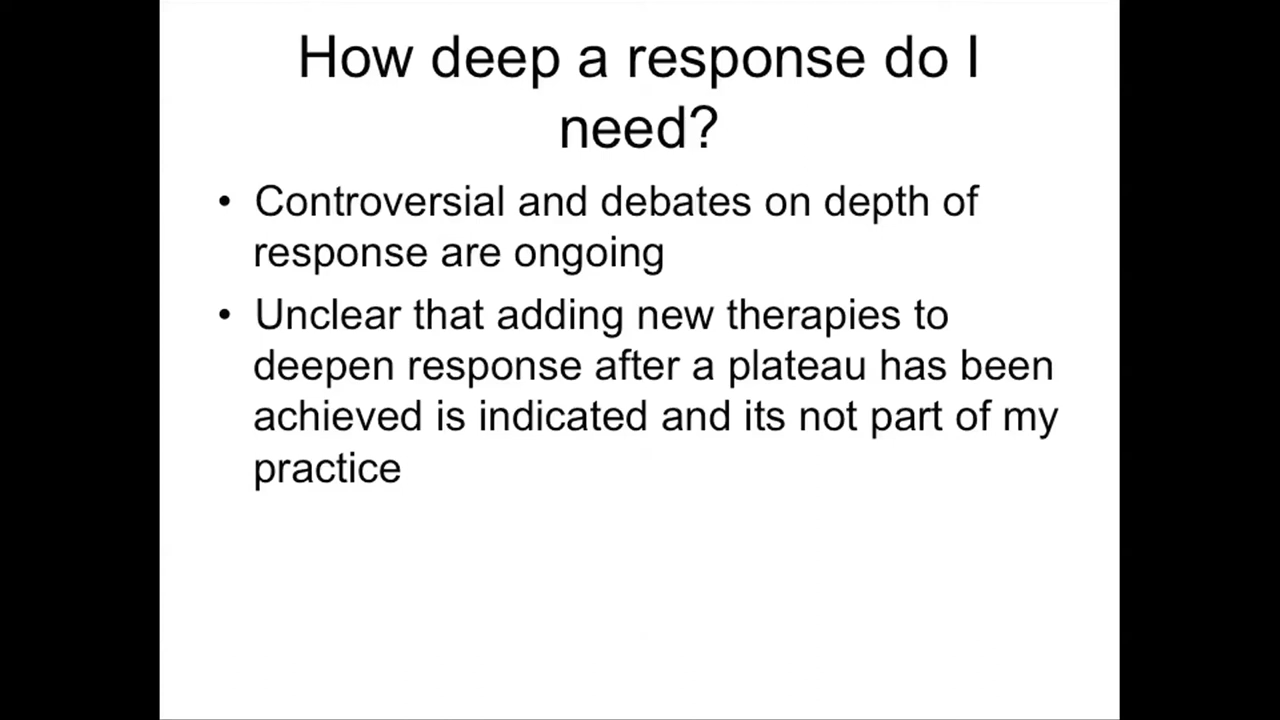 How deep a response do I
need?
• Controversial and debates on depth of
response are ongoing
• Unclear that adding new therapies to
deepen response after a plateau has been
achieved is indicated and its not part of my
practice